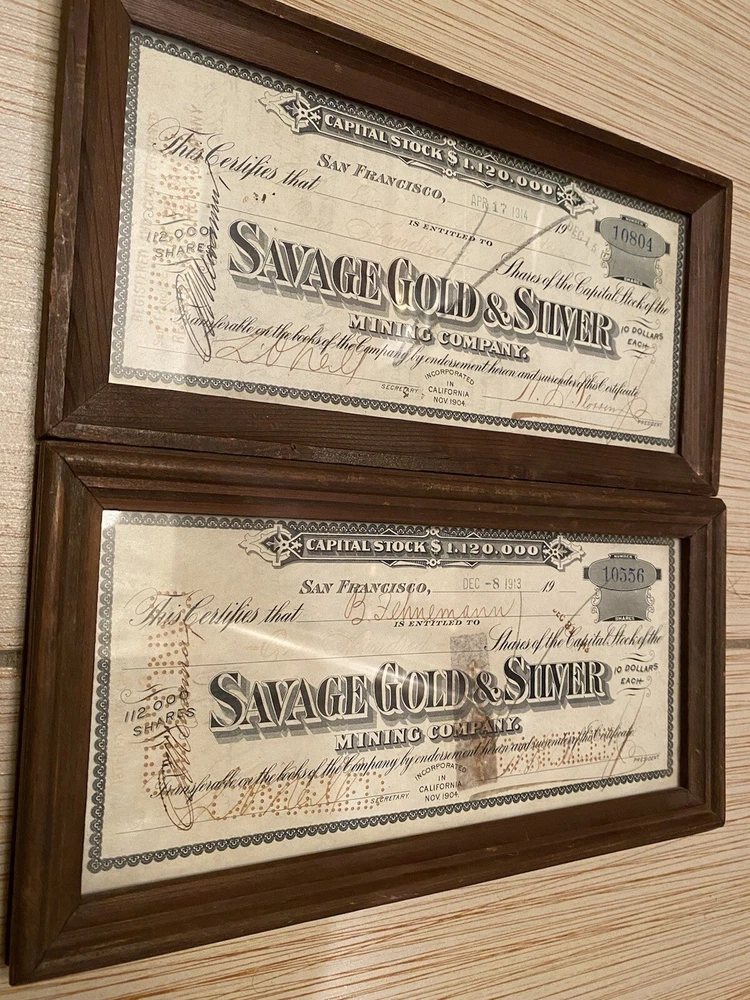 CAPITAL STOCK $ 1.120.000
SAN FRANCISCO, APR 17 1914 19
NUMBER
10804
SHARES
This Certifies that
IS ENTITLED TO
112,000 SHARES
Shares of the Capital Stock of the
SAVAGE GOLD & SILVER
10 DOLLARS EACH
MINING COMPANY.
Transferable on the books of the Company by endorsement hereon and surrender of this Certificate
SECRETARY
INCORPORATED
IN
CALIFORNIA
NOV. 1904.
PRESIDENT
CAPITAL STOCK $ 1.120.000
SAN FRANCISCO, DEC -8 1913 19
NUMBER
10556
SHARES
This Certifies that
IS ENTITLED TO
112,000 SHARES
Shares of the Capital Stock of the
SAVAGE GOLD & SILVER
10 DOLLARS EACH
MINING COMPANY.
Transferable on the books of the Company by endorsement hereon and surrender of this Certificate
SECRETARY.
INCORPORATED
IN
CALIFORNIA
NOV. 1904.
PRESIDENT